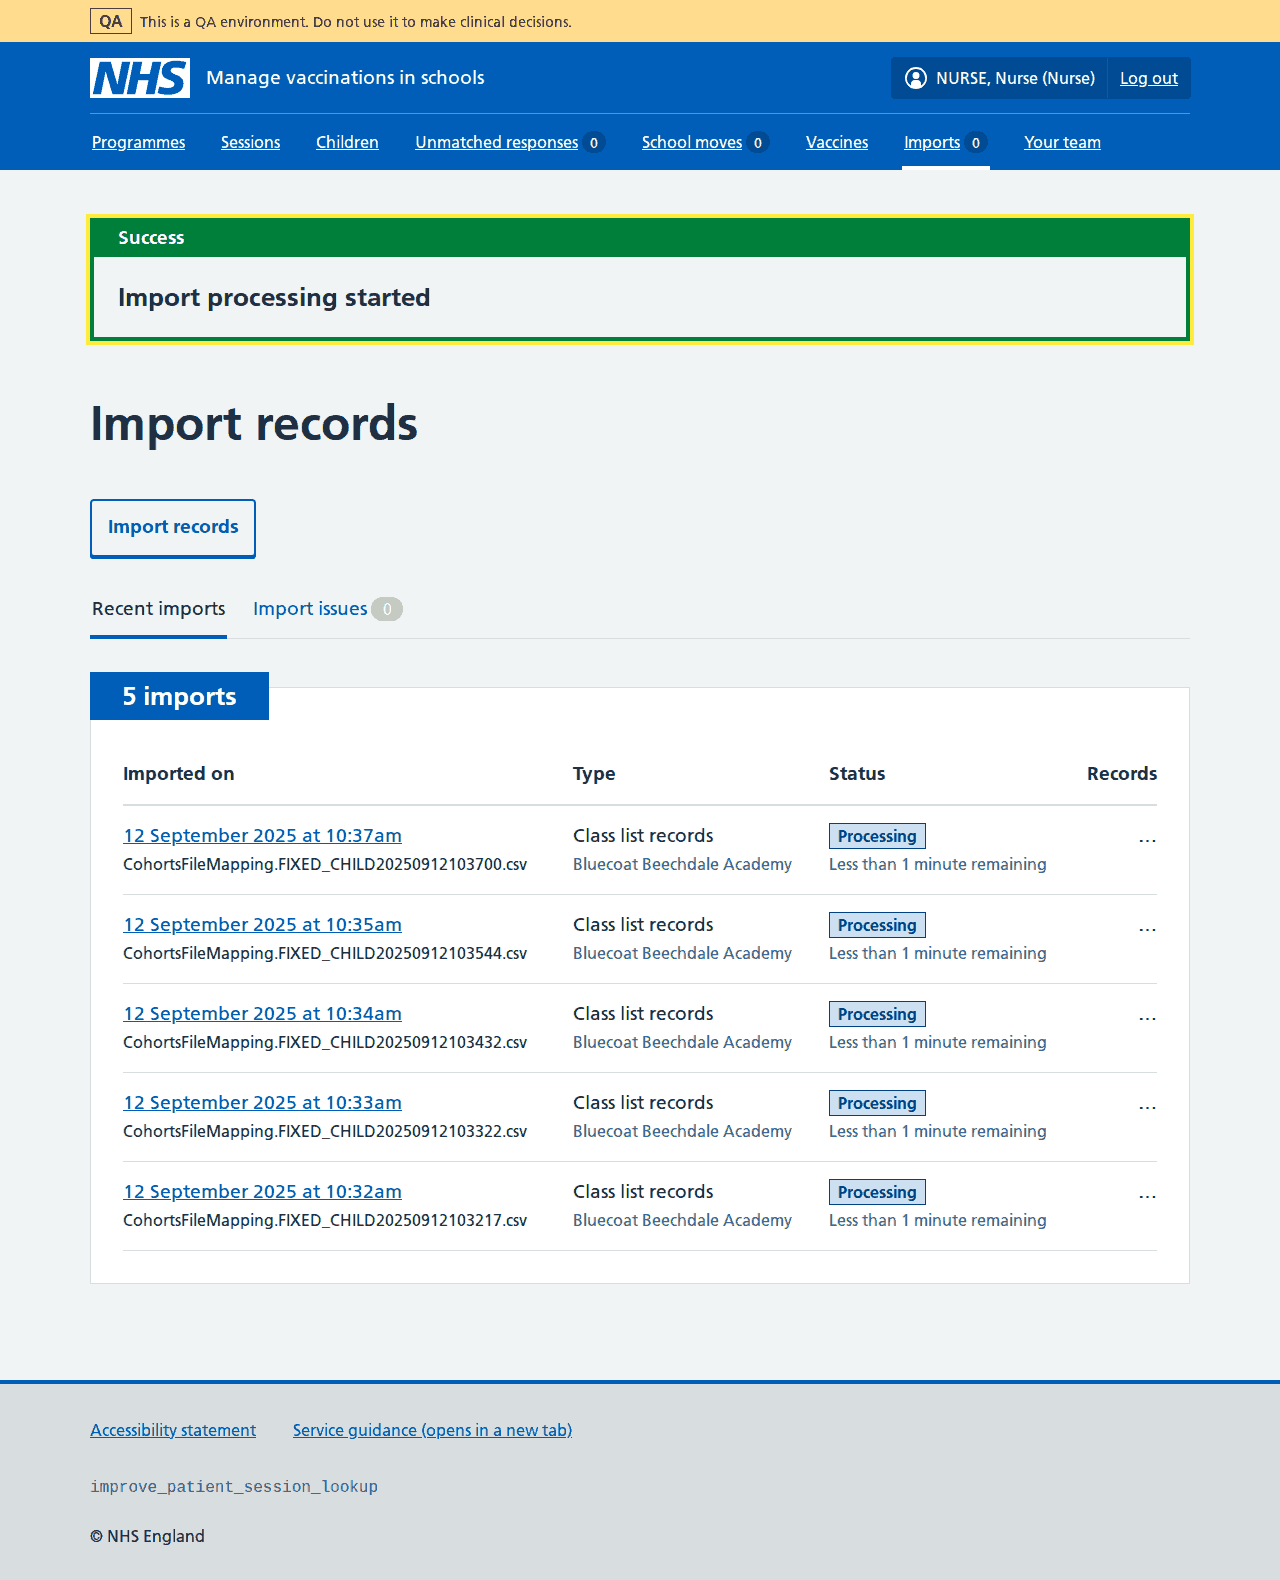 QA This is a QA environment. Do not use it to make clinical decisions.
NHS Manage vaccinations in schools NURSE, Nurse (Nurse) Log out
Programmes Sessions Children Unmatched responses 0 School moves 0 Vaccines Imports 0 Your team
Success
Import processing started
Import records
Import records
Recent imports Import issues 0
5 imports
Imported on Type Status Records
12 September 2025 at 10:37am Class list records Processing ...
CohortsFileMapping.FIXED_CHILD20250912103700.csv Bluecoat Beechdale Academy Less than 1 minute remaining
12 September 2025 at 10:35am Class list records Processing ...
CohortsFileMapping.FIXED_CHILD20250912103544.csv Bluecoat Beechdale Academy Less than 1 minute remaining
12 September 2025 at 10:34am Class list records Processing ...
CohortsFileMapping.FIXED_CHILD20250912103432.csv Bluecoat Beechdale Academy Less than 1 minute remaining
12 September 2025 at 10:33am Class list records Processing ...
CohortsFileMapping.FIXED_CHILD20250912103322.csv Bluecoat Beechdale Academy Less than 1 minute remaining
12 September 2025 at 10:32am Class list records Processing ...
CohortsFileMapping.FIXED_CHILD20250912103217.csv Bluecoat Beechdale Academy Less than 1 minute remaining
Accessibility statement Service guidance (opens in a new tab)
improve_patient_session_lookup
© NHS England